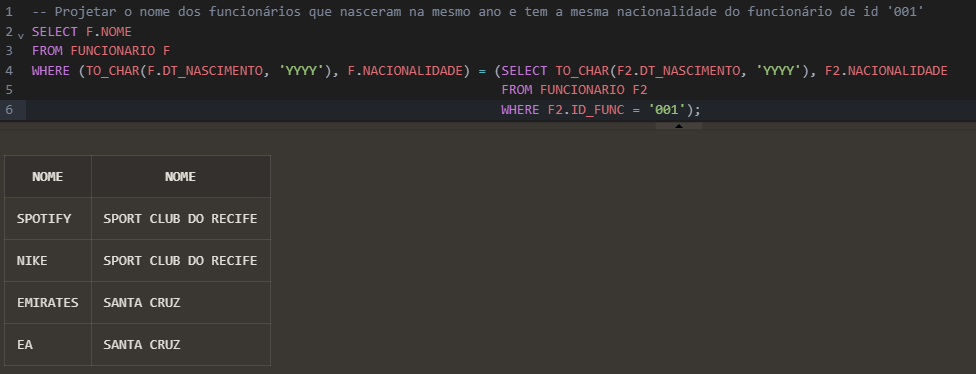 1 -- Projetar o nome dos funcionários que nasceram na mesmo ano e tem a mesma nacionalidade do funcionário de id '001'
2 SELECT F.NOME
3 FROM FUNCIONARIO F
4 WHERE (TO_CHAR(F.DT_NASCIMENTO, 'YYYY'), F.NACIONALIDADE) = (SELECT TO_CHAR(F2.DT_NASCIMENTO, 'YYYY'), F2.NACIONALIDADE
5 FROM FUNCIONARIO F2
6 WHERE F2.ID_FUNC = '001');
NOME NOME
SPOTIFY SPORT CLUB DO RECIFE
NIKE SPORT CLUB DO RECIFE
EMIRATES SANTA CRUZ
EA SANTA CRUZ